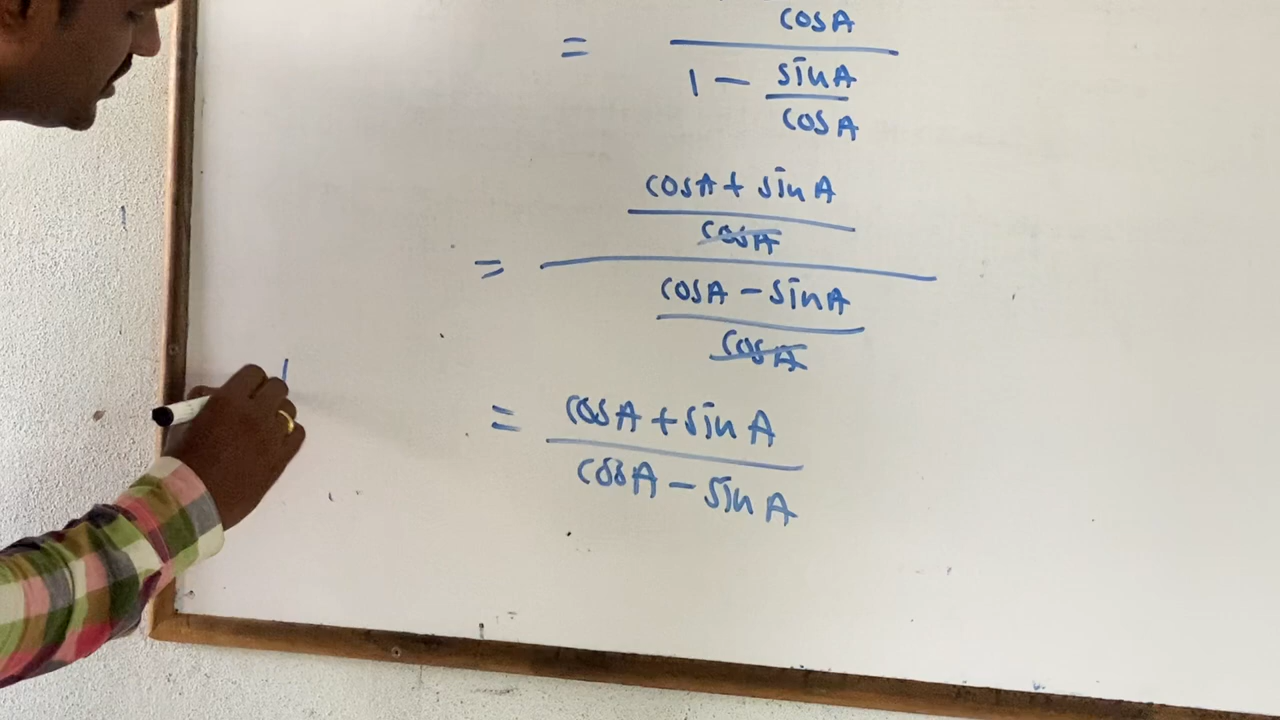 cosA
=
1 - sinA
cosA
cosA + sinA
cosA
=
cosA - sinA
cosA
= cosA + sinA
cosA - sinA